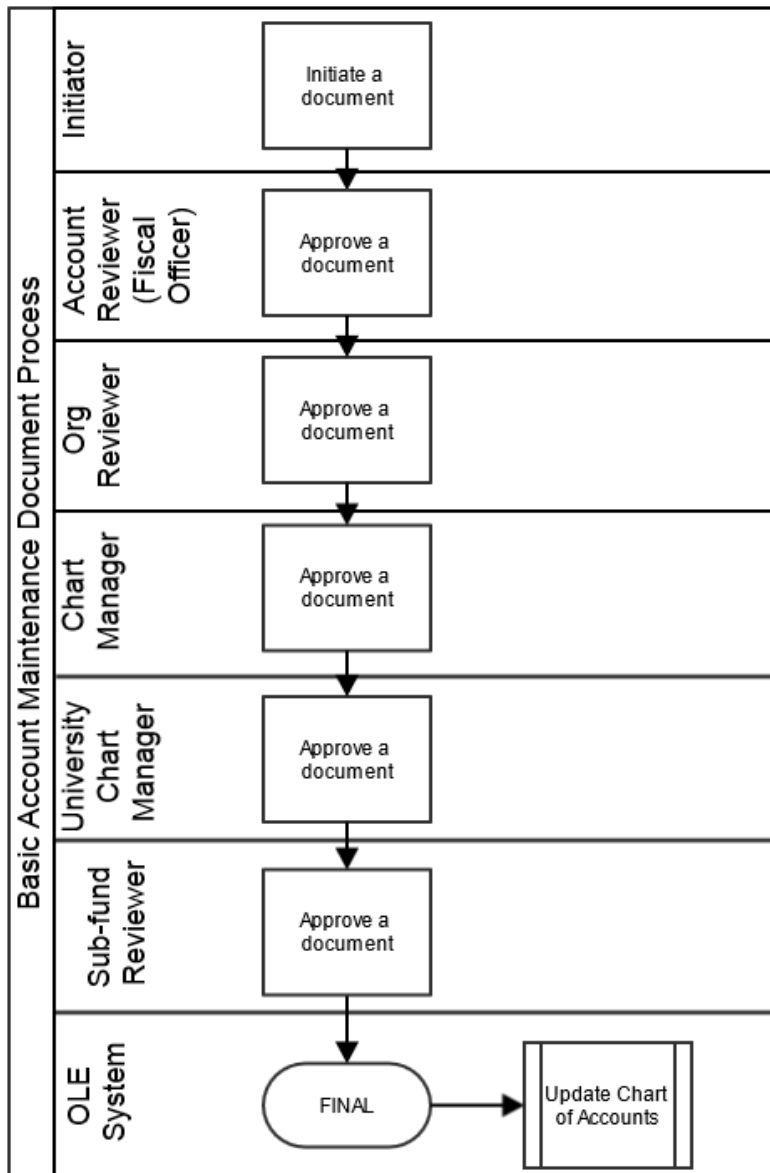 Basic Account Maintenance Document Process
Initiator
Initiate a
document
Account
Reviewer
(Fiscal
Officer)
Approve a
document
Org
Reviewer
Approve a
document
Chart
Manager
Approve a
document
University
Chart
Manager
Approve a
document
Sub-fund
Reviewer
Approve a
document
OLE
System
FINAL
Update Chart
of Accounts